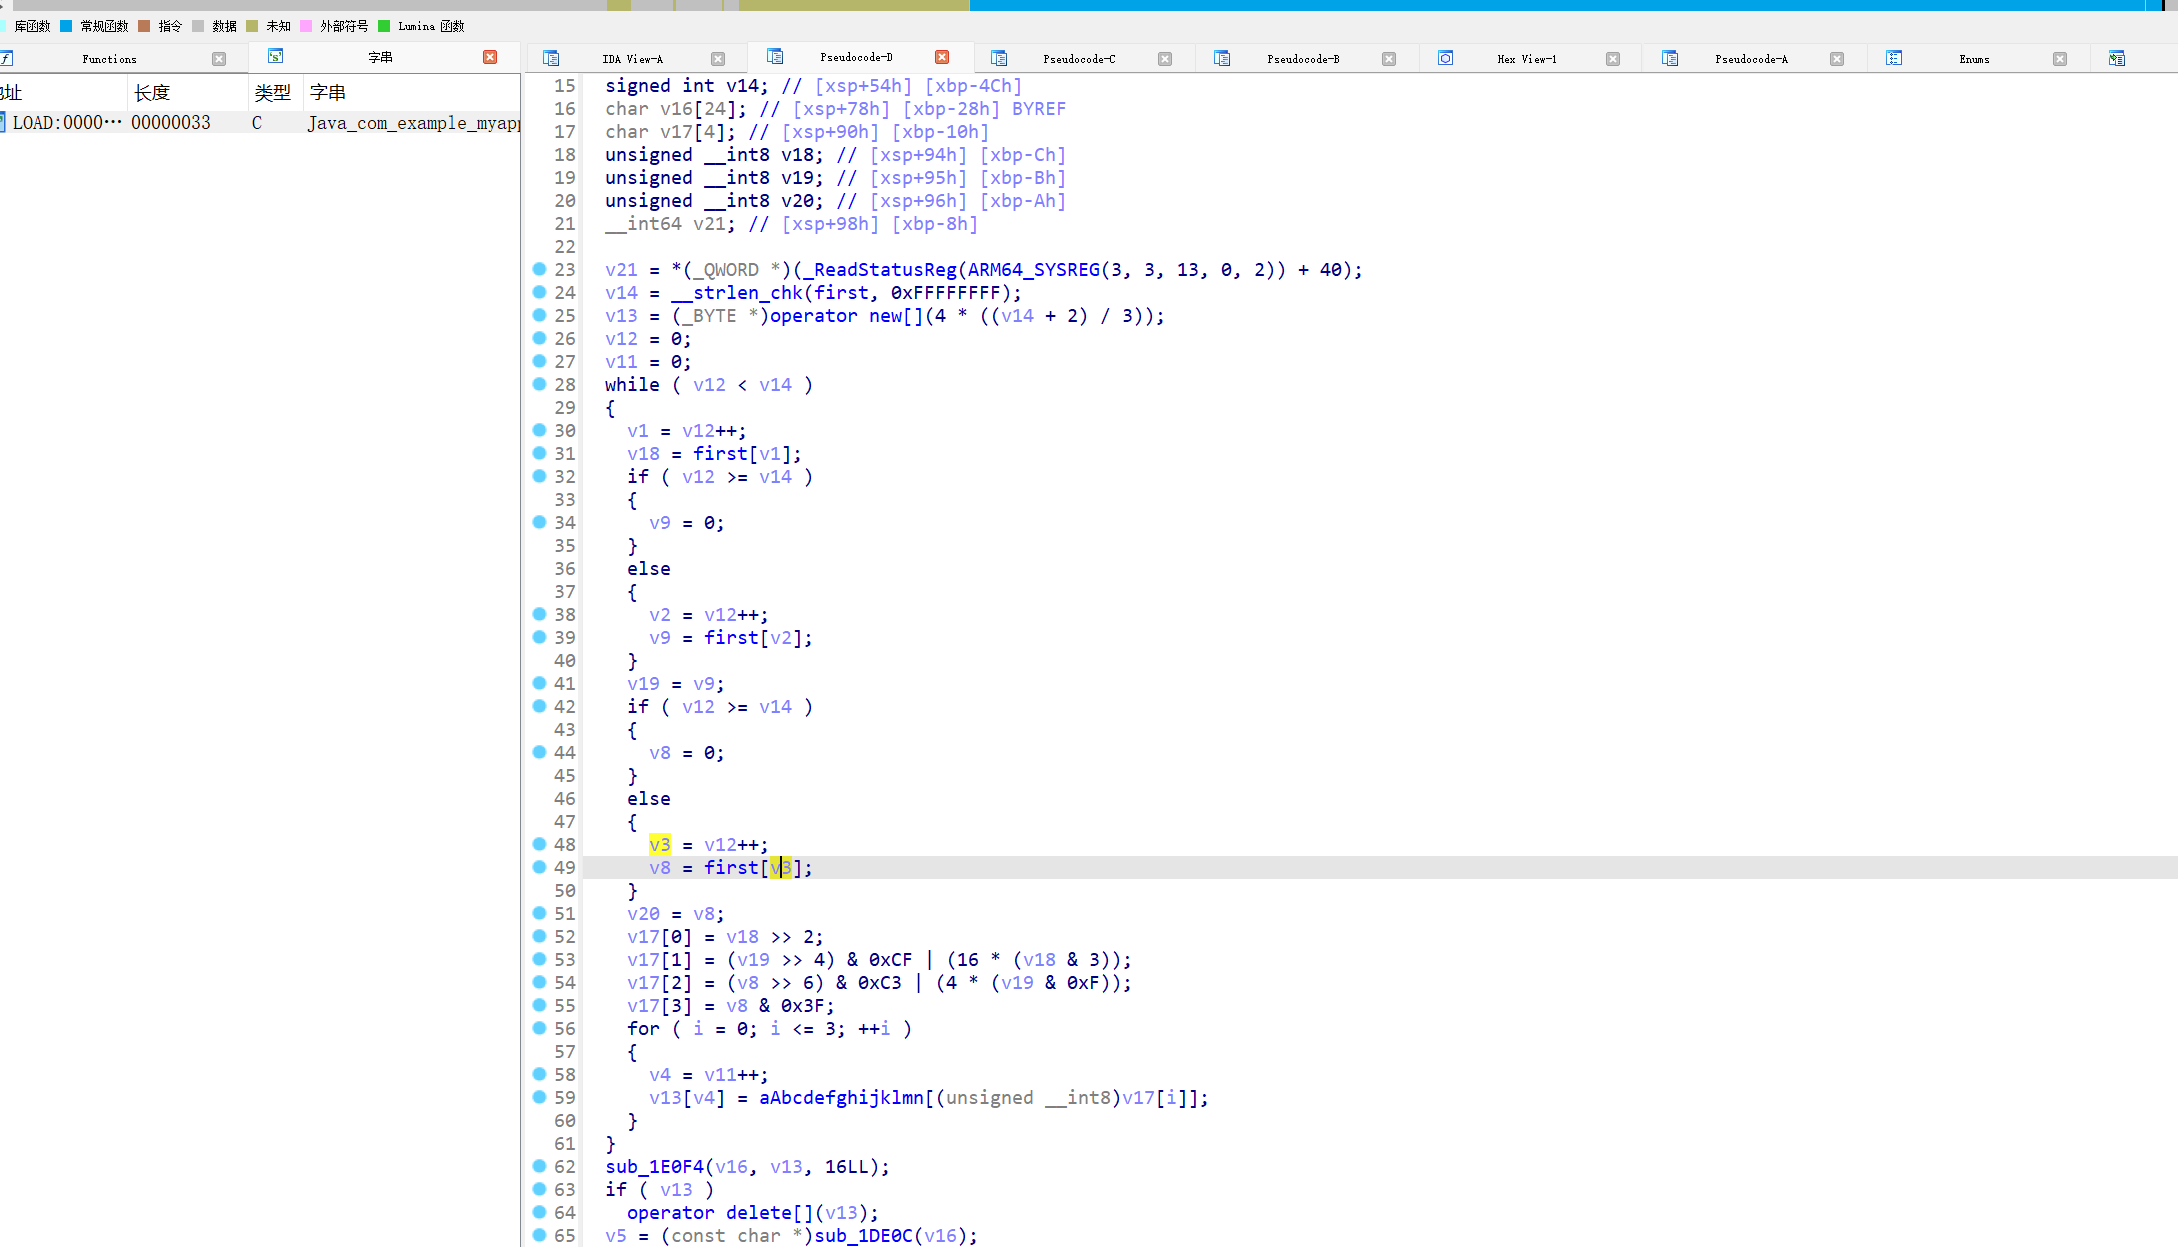 库函数 常规函数 指令 数据 未知 外部符号 Lumina 函数
Functions 字串 IDA View-A Pseudocode-D Pseudocode-C Pseudocode-B Hex View-1 Pseudocode-A Enums
长度 类型 字串
LOAD:0000··· 00000033 C Java_com_example_myapp
15 signed int v14; // [xsp+54h] [xbp-4Ch]
16 char v16[24]; // [xsp+78h] [xbp-28h] BYREF
17 char v17[4]; // [xsp+90h] [xbp-10h]
18 unsigned __int8 v18; // [xsp+94h] [xbp-Ch]
19 unsigned __int8 v19; // [xsp+95h] [xbp-Bh]
20 unsigned __int8 v20; // [xsp+96h] [xbp-Ah]
21 __int64 v21; // [xsp+98h] [xbp-8h]
22
23 v21 = *(_QWORD *)(_ReadStatusReg(ARM64_SYSREG(3, 3, 13, 0, 2)) + 40);
24 v14 = __strlen_chk(first, 0xFFFFFFFF);
25 v13 = (_BYTE *)operator new[](4 * ((v14 + 2) / 3));
26 v12 = 0;
27 v11 = 0;
28 while ( v12 < v14 )
29 {
30 v1 = v12++;
31 v18 = first[v1];
32 if ( v12 >= v14 )
33 {
34 v9 = 0;
35 }
36 else
37 {
38 v2 = v12++;
39 v9 = first[v2];
40 }
41 v19 = v9;
42 if ( v12 >= v14 )
43 {
44 v8 = 0;
45 }
46 else
47 {
48 v3 = v12++;
49 v8 = first[v3];
50 }
51 v20 = v8;
52 v17[0] = v18 >> 2;
53 v17[1] = (v19 >> 4) & 0xCF | (16 * (v18 & 3));
54 v17[2] = (v8 >> 6) & 0xC3 | (4 * (v19 & 0xF));
55 v17[3] = v8 & 0x3F;
56 for ( i = 0; i <= 3; ++i )
57 {
58 v4 = v11++;
59 v13[v4] = aAbcdefghijklmn[(unsigned __int8)v17[i]];
60 }
61 }
62 sub_1E0F4(v16, v13, 16LL);
63 if ( v13 )
64 operator delete[](v13);
65 v5 = (const char *)sub_1DE0C(v16);